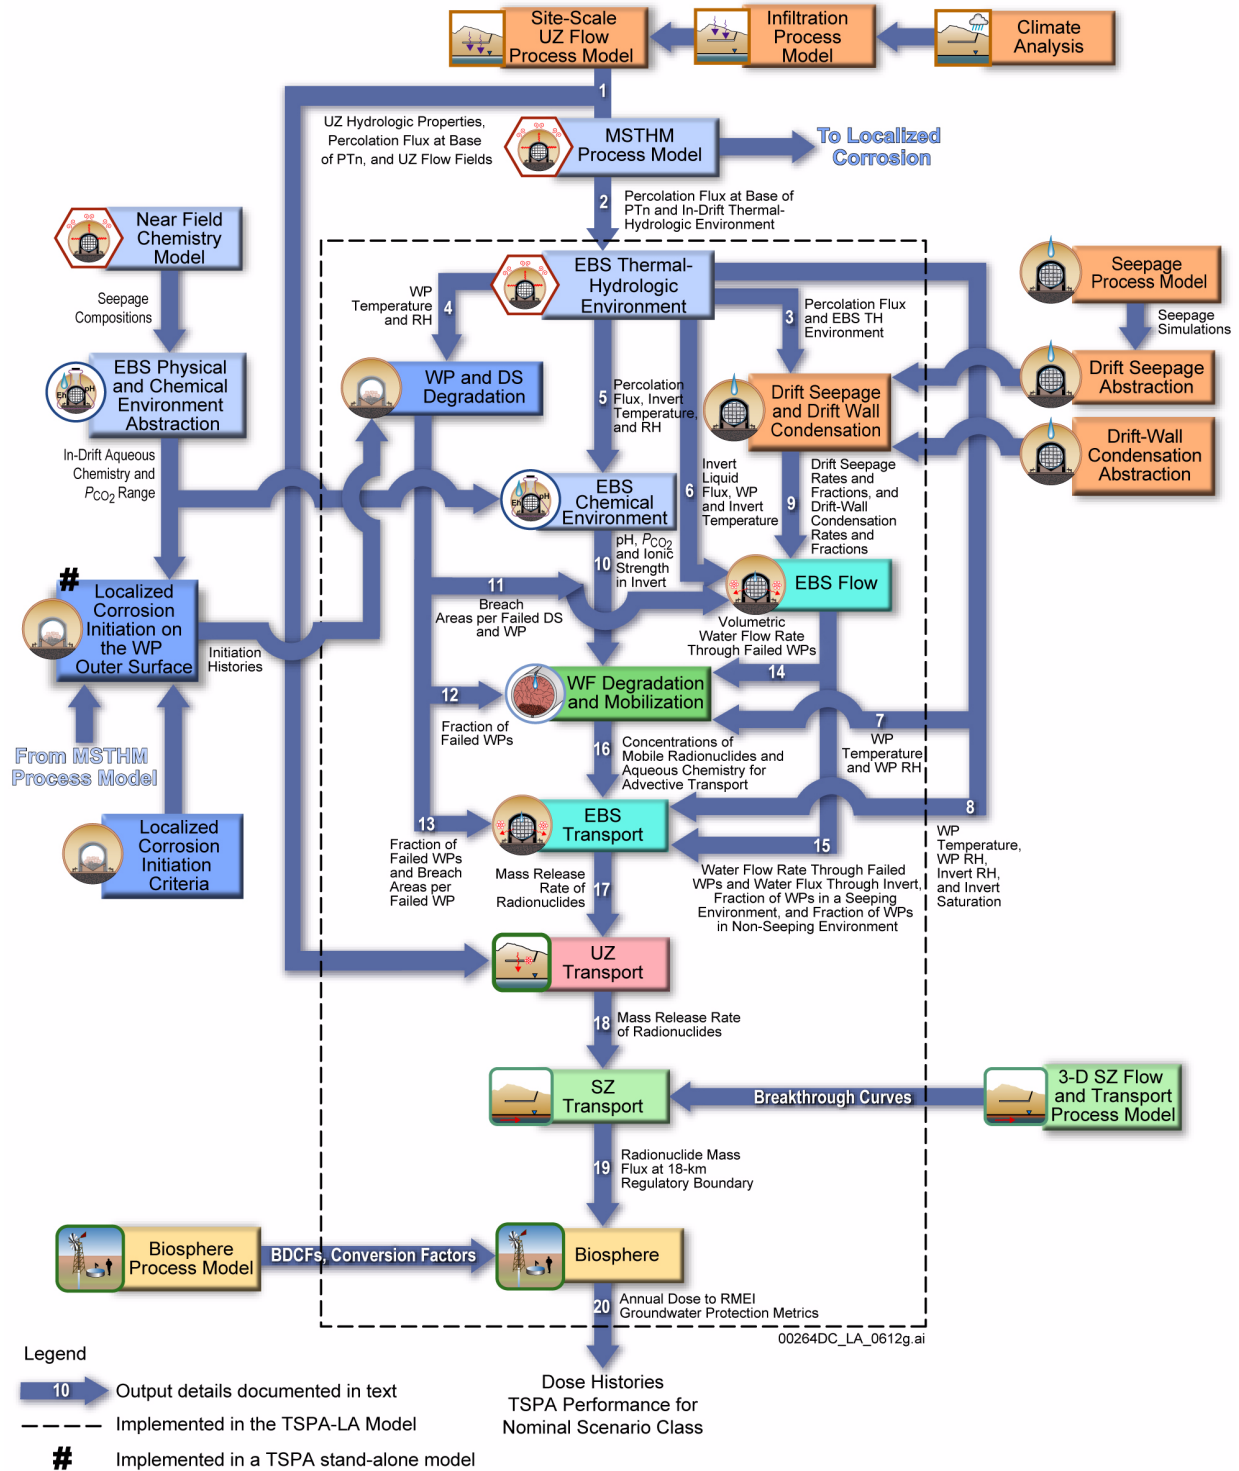 Site-Scale
UZ Flow
Process Model
Infiltration
Process
Model
Climate
Analysis
1
UZ Hydrologic Properties,
Percolation Flux at Base
of PTn, and UZ Flow Fields
MSTHM
Process Model
To Localized
Corrosion
2
Percolation Flux at Base of
PTn and In-Drift Thermal-
Hydrologic Environment
Near Field
Chemistry
Model
Seepage
Compositions
EBS Thermal-
Hydrologic
Environment
Seepage
Process Model
Seepage
Simulations
WP
Temperature
and RH
4
3
Percolation Flux
and EBS TH
Environment
EBS Physical
and Chemical
Environment
Abstraction
Eh
pH
WP and DS
Degradation
5
Percolation
Flux, Invert
Temperature,
and RH
Drift Seepage
and Drift Wall
Condensation
Drift Seepage
Abstraction
Drift-Wall
Condensation
Abstraction
In-Drift Aqueous
Chemistry and
PCO2 Range
EBS
Chemical
Environment
Eh
pH
6
Invert
Liquid
Flux, WP
and Invert
Temperature
9
Drift Seepage
Rates and
Fractions, and
Drift-Wall
Condensation
Rates and
Fractions
10
pH, PCO2
and Ionic
Strength
in Invert
EBS Flow
#
Localized
Corrosion
Initiation on
the WP
Outer Surface
Initiation
Histories
11
Breach
Areas per Failed DS
and WP
Volumetric
Water Flow Rate
Through Failed WPs
14
12
Fraction of
Failed WPs
WF Degradation
and Mobilization
7
WP
Temperature
and WP RH
From MSTHM
Process Model
16
Concentrations of
Mobile Radionuclides and
Aqueous Chemistry for
Advective Transport
Localized
Corrosion
Initiation
Criteria
13
Fraction of
Failed WPs
and Breach
Areas per
Failed WP
EBS
Transport
8
WP
Temperature,
WP RH,
Invert RH,
and Invert
Saturation
15
Water Flow Rate Through Failed
WPs and Water Flux Through Invert,
Fraction of WPs in a Seeping
Environment, and Fraction of WPs
in Non-Seeping Environment
Mass Release
Rate of
Radionuclides
17
UZ
Transport
18
Mass Release Rate
of Radionuclides
SZ
Transport
Breakthrough Curves
3-D SZ Flow
and Transport
Process Model
19
Radionuclide Mass
Flux at 18-km
Regulatory Boundary
Biosphere
Process Model
BDCFs, Conversion Factors
Biosphere
20
Annual Dose to RMEI
Groundwater Protection Metrics
00264DC_LA_0612g.ai
Dose Histories
TSPA Performance for
Nominal Scenario Class
Legend
10
Output details documented in text
Implemented in the TSPA-LA Model
#
Implemented in a TSPA stand-alone model